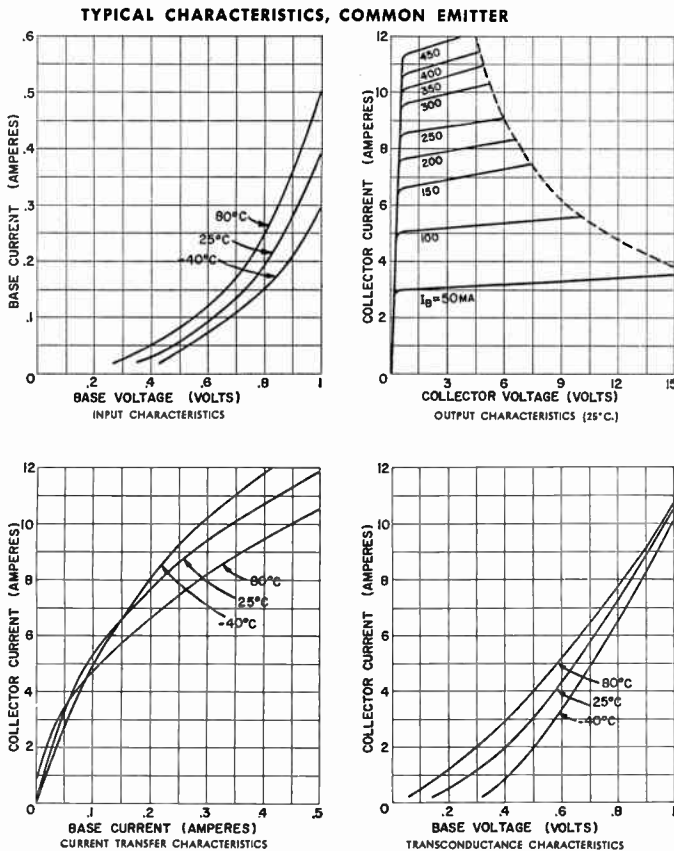 TYPICAL CHARACTERISTICS, COMMON EMITTER
BASE CURRENT (AMPERES)
.6
.5
.4
.3
.2
.1
0
80°C
25°C
-40°C
.2
.4
.6
.8
1
BASE VOLTAGE (VOLTS)
INPUT CHARACTERISTICS
COLLECTOR CURRENT (AMPERES)
12
10
8
6
4
2
0
450
400
350
300
250
200
150
100
IB=50MA
3
6
9
12
15
COLLECTOR VOLTAGE (VOLTS)
OUTPUT CHARACTERISTICS (25°C.)
COLLECTOR CURRENT (AMPERES)
12
10
8
6
4
2
0
80°C
25°C
-40°C
.1
.2
.3
.4
.5
BASE CURRENT (AMPERES)
CURRENT TRANSFER CHARACTERISTICS
COLLECTOR CURRENT (AMPERES)
12
10
8
6
4
2
0
80°C
25°C
-40°C
.2
.4
.6
.8
1
BASE VOLTAGE (VOLTS)
TRANSCONDUCTANCE CHARACTERISTICS